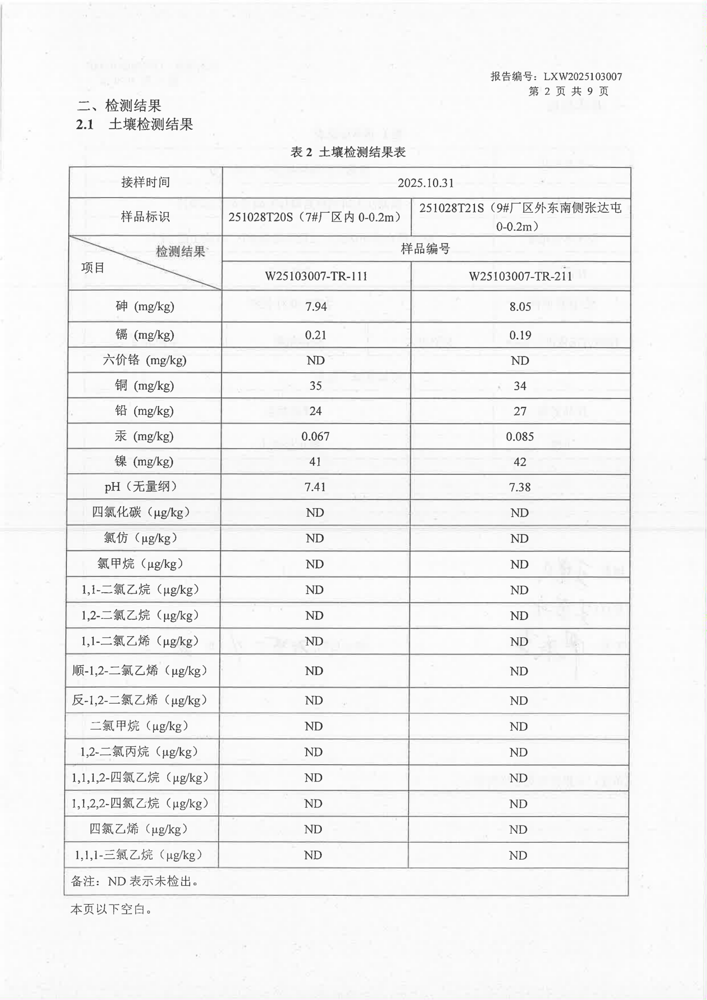 报告编号：LXW2025103007
第 2 页 共 9 页
二、检测结果
2.1 土壤检测结果
表 2 土壤检测结果表
接样时间 2025.10.31
样品标识 251028T20S（7#厂区内 0-0.2m） 251028T21S（9#厂区外东南侧张达屯
0-0.2m）
检测结果 样品编号
项目
W25103007-TR-111 W25103007-TR-211
砷 (mg/kg) 7.94 8.05
镉 (mg/kg) 0.21 0.19
六价铬 (mg/kg) ND ND
铜 (mg/kg) 35 34
铅 (mg/kg) 24 27
汞 (mg/kg) 0.067 0.085
镍 (mg/kg) 41 42
pH（无量纲） 7.41 7.38
四氯化碳（μg/kg） ND ND
氯仿（μg/kg） ND ND
氯甲烷（μg/kg） ND ND
1,1-二氯乙烷（μg/kg） ND ND
1,2-二氯乙烷（μg/kg） ND ND
1,1-二氯乙烯（μg/kg） ND ND
顺-1,2-二氯乙烯（μg/kg） ND ND
反-1,2-二氯乙烯（μg/kg） ND ND
二氯甲烷（μg/kg） ND ND
1,2-二氯丙烷（μg/kg） ND ND
1,1,1,2-四氯乙烷（μg/kg） ND ND
1,1,2,2-四氯乙烷（μg/kg） ND ND
四氯乙烯（μg/kg） ND ND
1,1,1-三氯乙烷（μg/kg） ND ND
备注：ND 表示未检出。
本页以下空白。